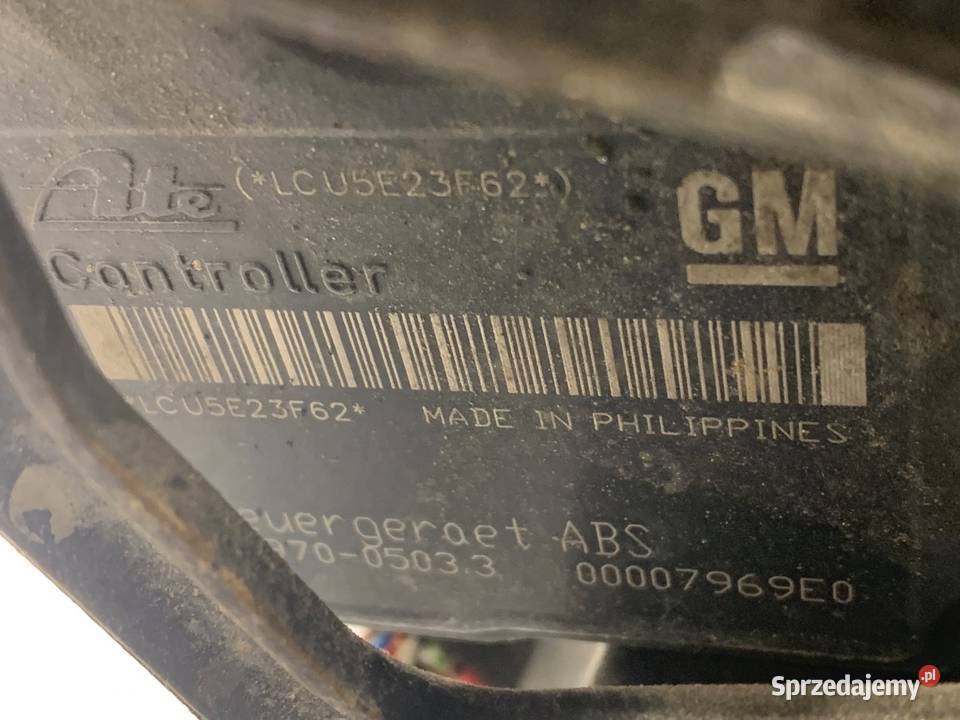 Ate (*LCU5E23F62*) GM
Controller
*LCU5E23F62* MADE IN PHILIPPINES
euergeraet ABS
970-0503.3 00007969E0
Sprzedajemy.pl